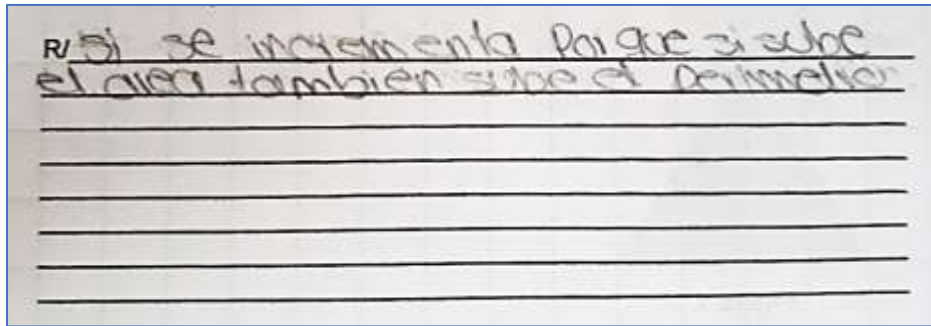 R/ Si se incrementa Porque si sube
el area tambien sube el Perimetro